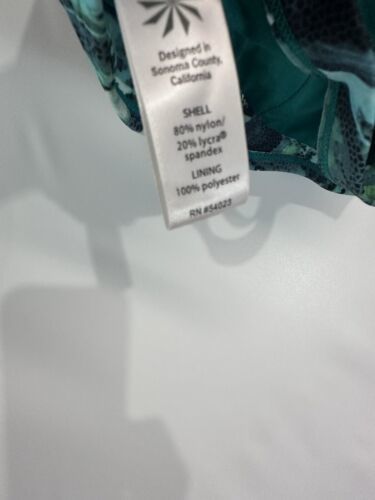 Designed in
Sonoma County,
California
SHELL
80% nylon/
20% lycra®
spandex
LINING
100% polyester
RN #54023